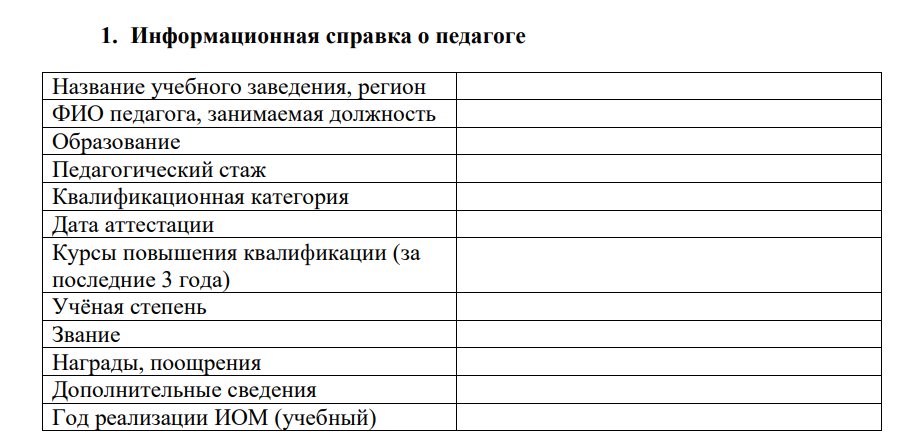 1. Информационная справка о педагоге
Название учебного заведения, регион
ФИО педагога, занимаемая должность
Образование
Педагогический стаж
Квалификационная категория
Дата аттестации
Курсы повышения квалификации (за
последние 3 года)
Учёная степень
Звание
Награды, поощрения
Дополнительные сведения
Год реализации ИОМ (учебный)